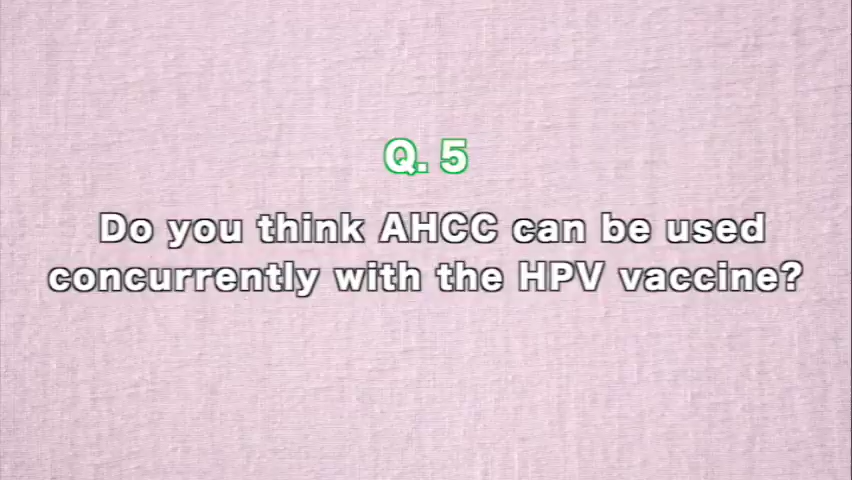 Q. 5
Do you think AHCC can be used
concurrently with the HPV vaccine?